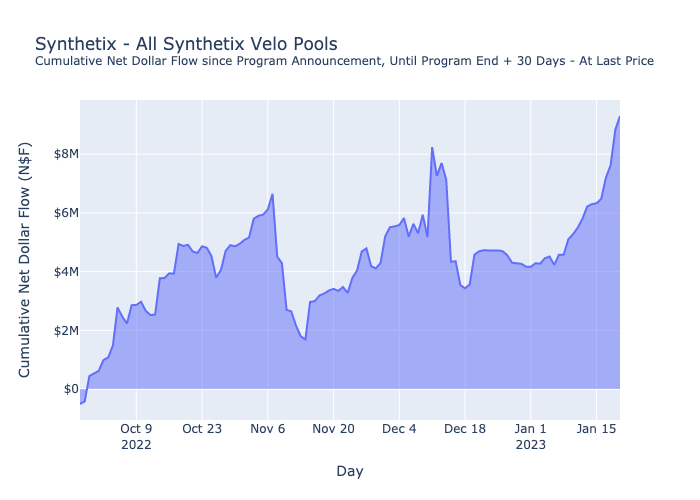 Synthetix - All Synthetix Velo Pools
Cumulative Net Dollar Flow since Program Announcement, Until Program End + 30 Days - At Last Price
Cumulative Net Dollar Flow (N$F)
$8M
$6M
$4M
$2M
$0
Oct 9
2022
Oct 23
Nov 6
Nov 20
Dec 4
Dec 18
Jan 1
2023
Jan 15
Day